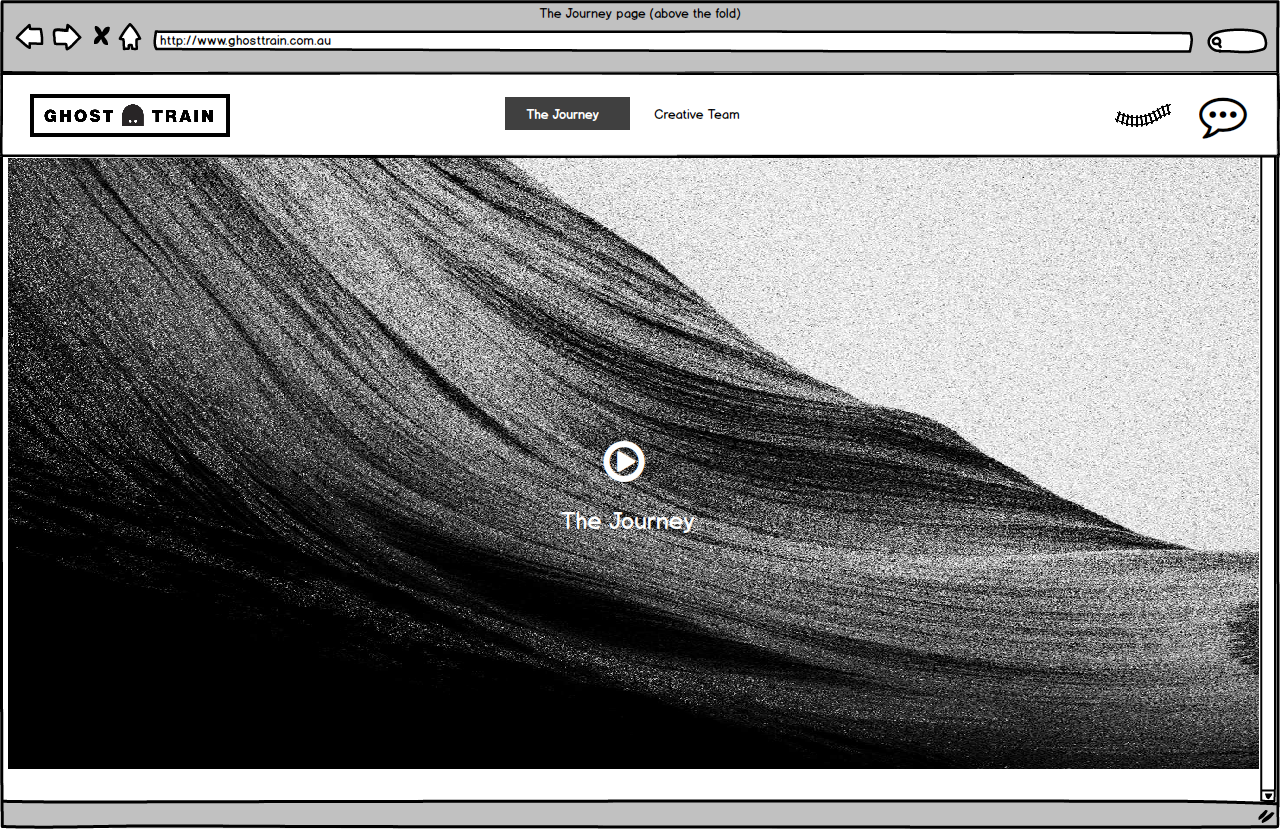 The Journey page (above the fold)
http://www.ghosttrain.com.au
GHOST TRAIN
The Journey
Creative Team
The Journey